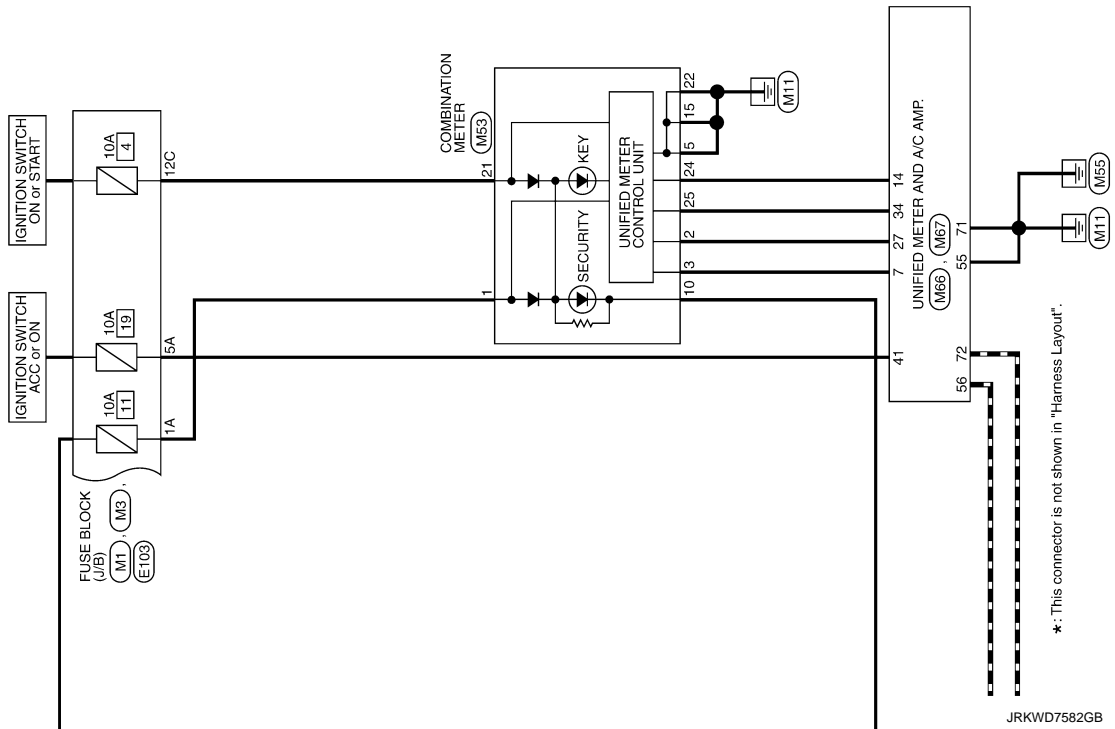 IGNITION SWITCH
ON or START
10A
4
12C
IGNITION SWITCH
ACC or ON
10A
19
5A
10A
11
1A
FUSE BLOCK
(J/B)
M1 , M3 ,
E103
COMBINATION
METER
M53
21
1
KEY
SECURITY
UNIFIED METER
CONTROL UNIT
22
15
5
24
25
2
3
10
M11
14
34
27
7
41
UNIFIED METER AND A/C AMP.
M66 , M67
71
55
72
56
M55
M11
*: This connector is not shown in "Harness Layout".
JRKWD7582GB